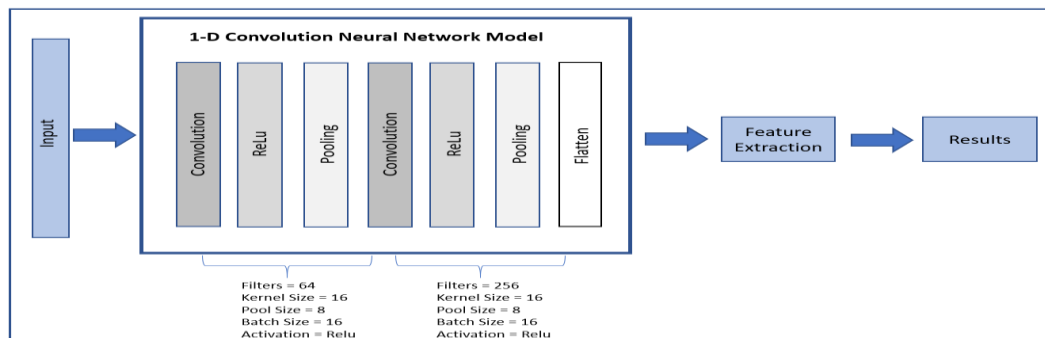 1-D Convolution Neural Network Model
Input
Convolution
ReLu
Pooling
Convolution
ReLu
Pooling
Flatten
Feature
Extraction
Results
Filters = 64
Kernel Size = 16
Pool Size = 8
Batch Size = 16
Activation = Relu
Filters = 256
Kernel Size = 16
Pool Size = 8
Batch Size = 16
Activation = Relu